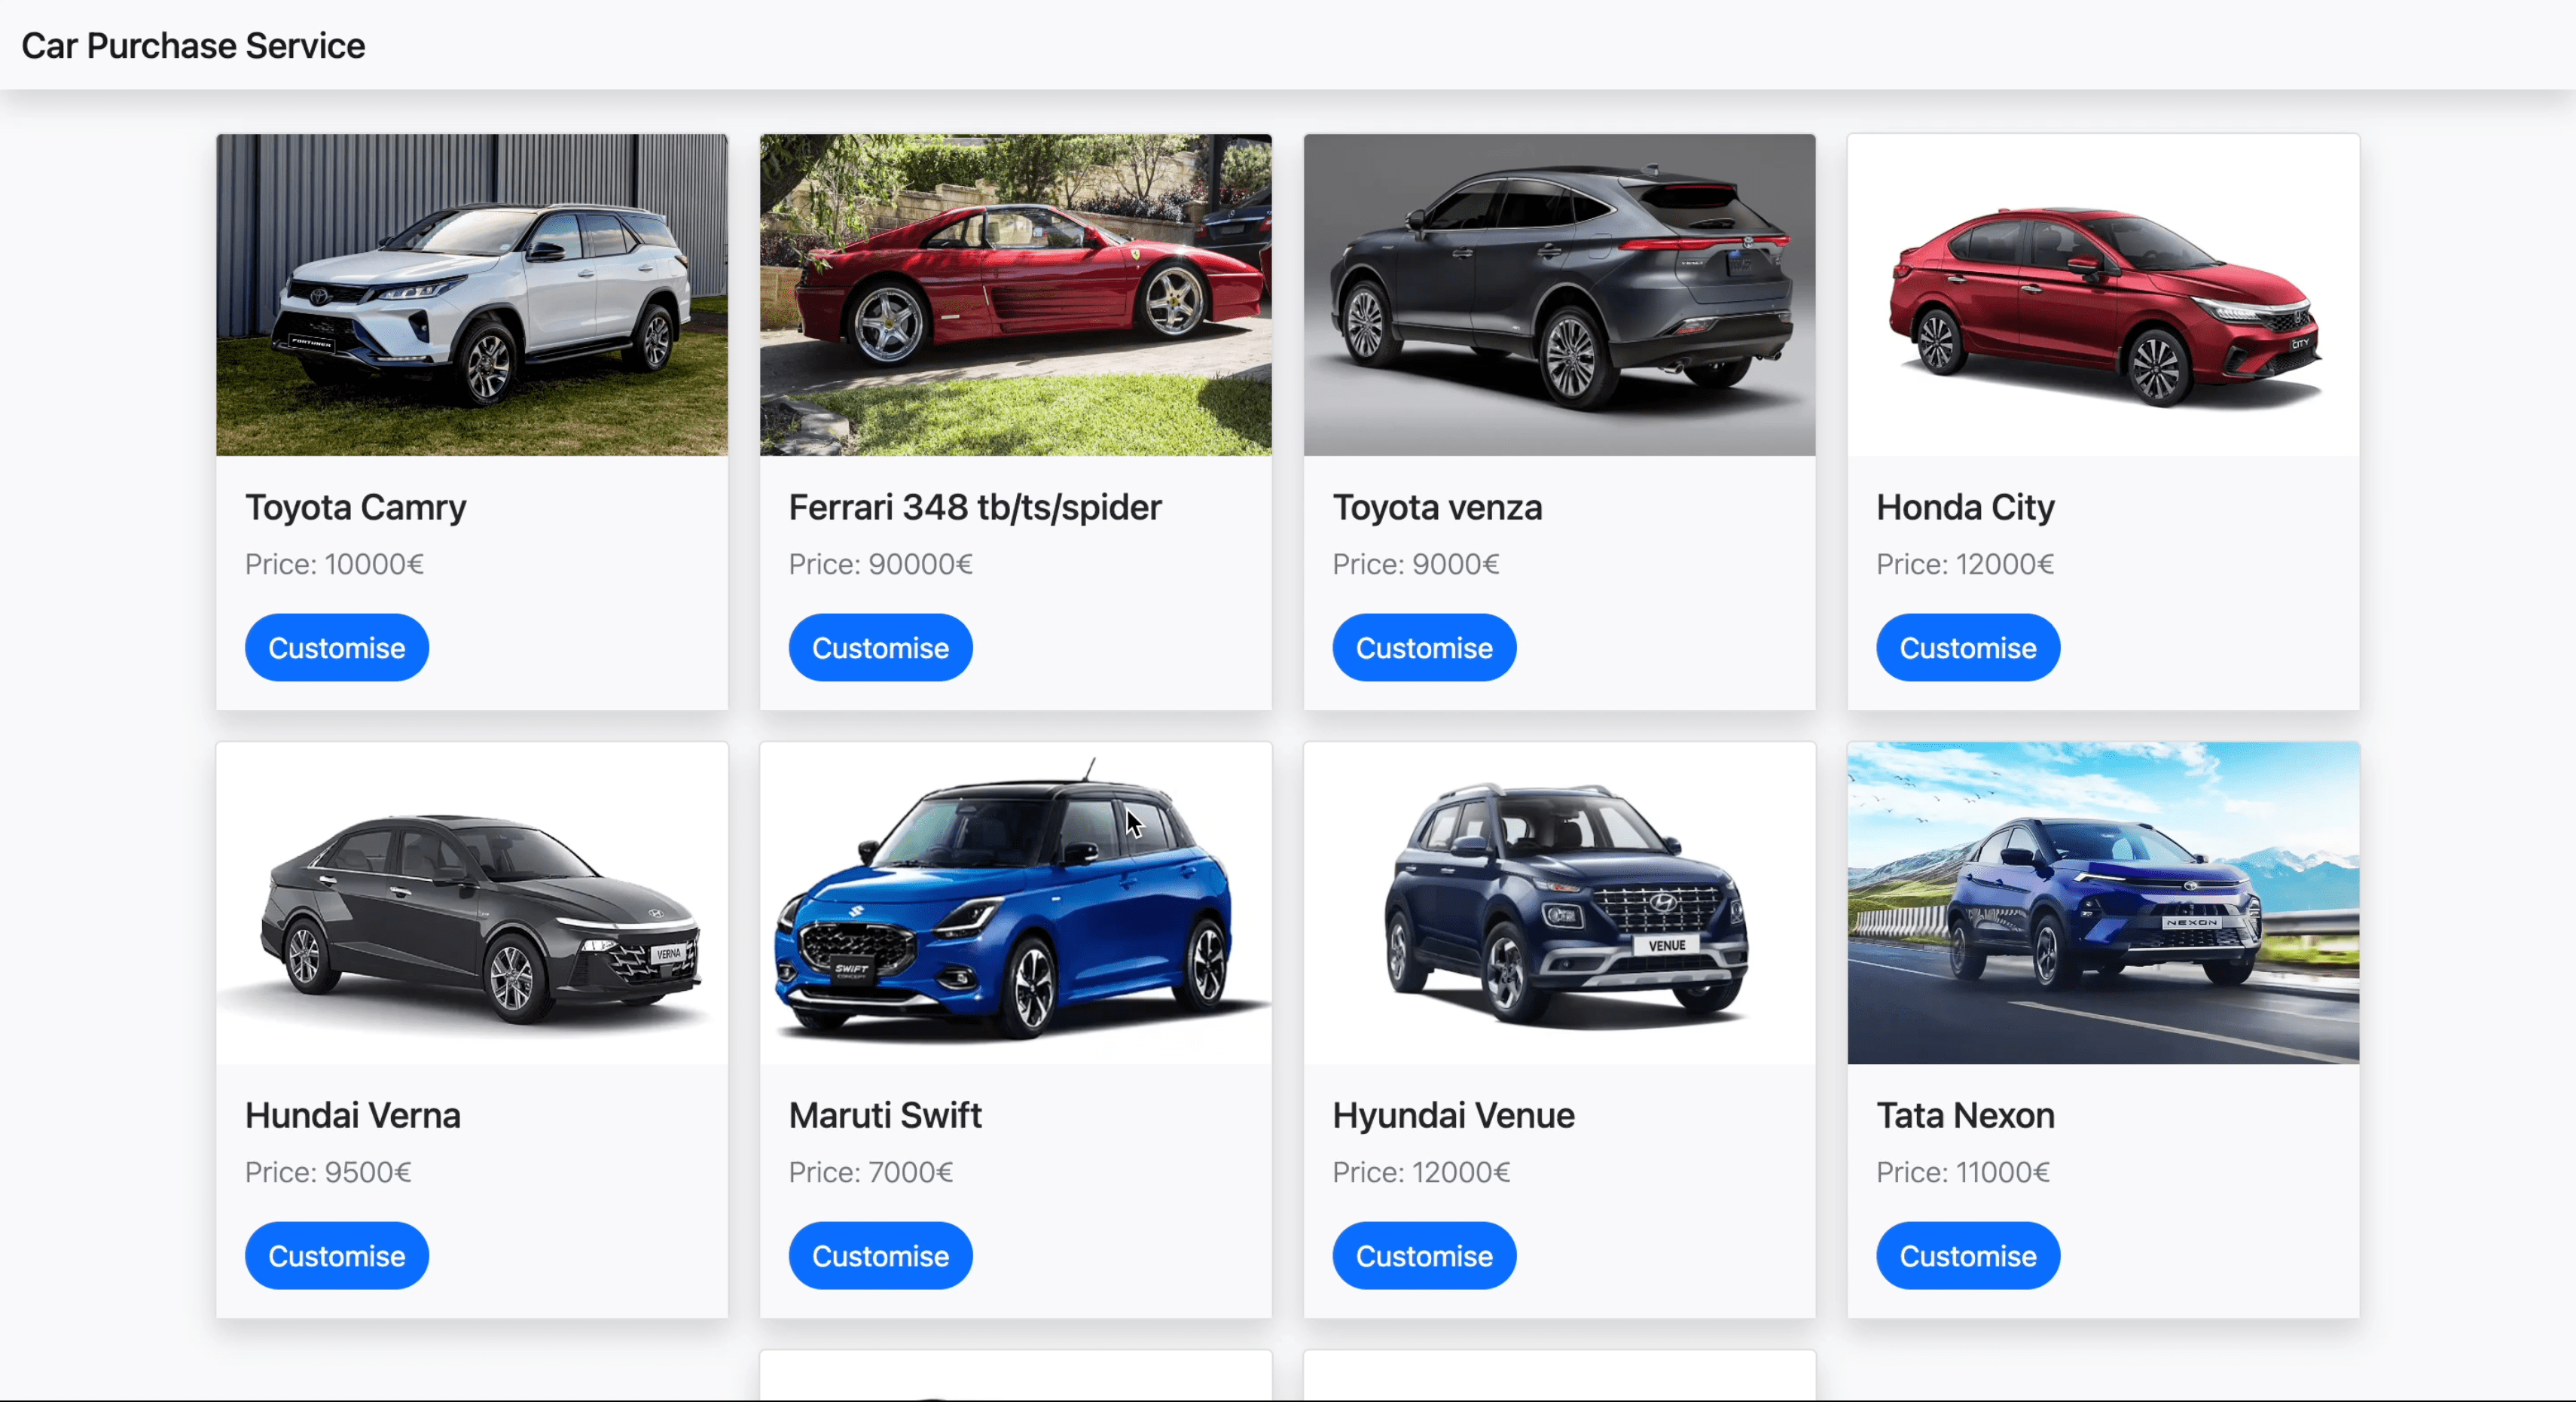 Car Purchase Service
FORTUNER
CITY
Toyota Camry
Ferrari 348 tb/ts/spider
Toyota venza
Honda City
Price: 10000€
Price: 90000€
Price: 9000€
Price: 12000€
Customise
Customise
Customise
Customise
VERNA
SWIFT
CONCEPT
VENUE
NEXON
Hundai Verna
Maruti Swift
Hyundai Venue
Tata Nexon
Price: 9500€
Price: 7000€
Price: 12000€
Price: 11000€
Customise
Customise
Customise
Customise